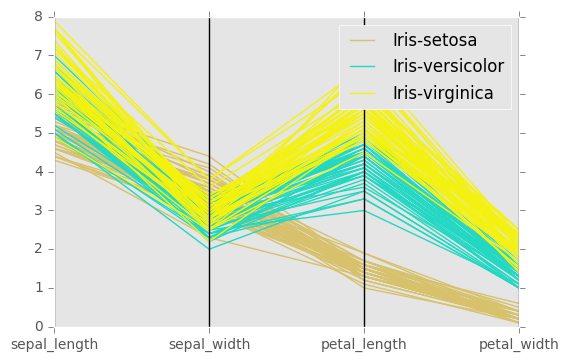 8
7
6
5
4
3
2
1
0
Iris-setosa
Iris-versicolor
Iris-virginica
sepal_length sepal_width petal_length petal_width